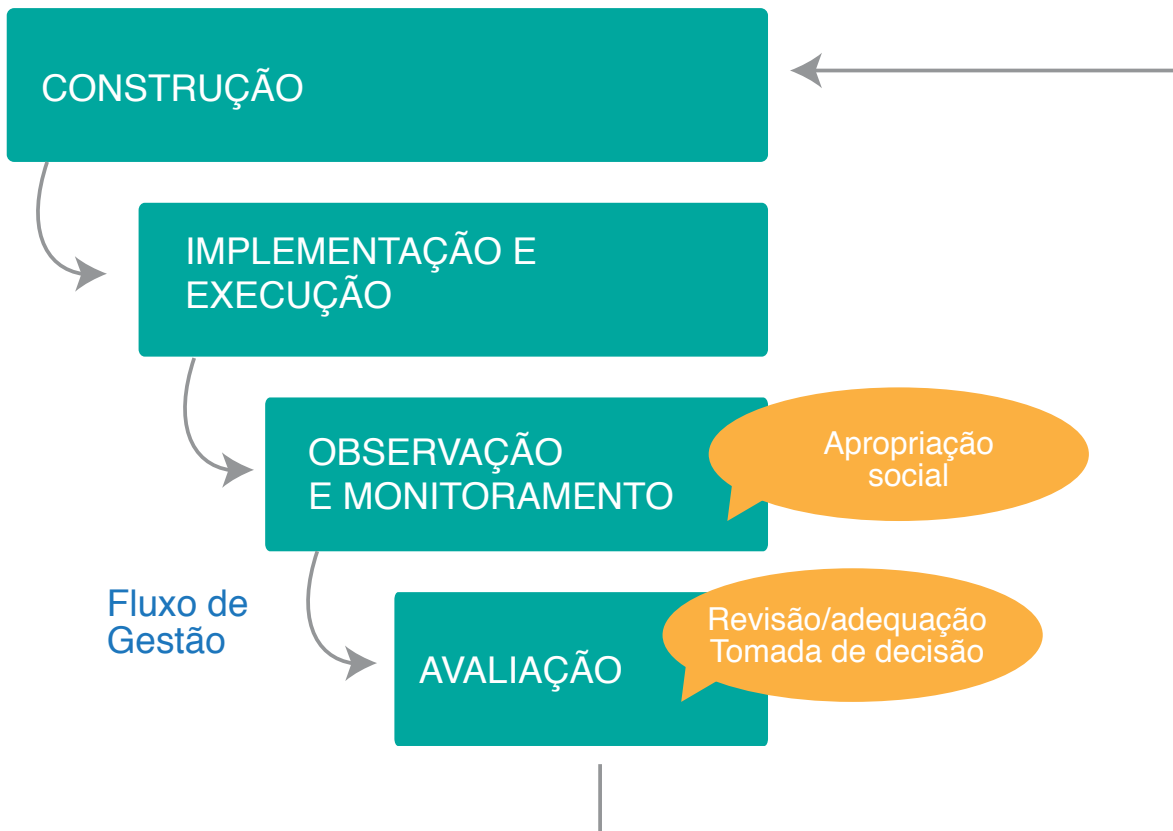 CONSTRUÇÃO
IMPLEMENTAÇÃO E
EXECUÇÃO
OBSERVAÇÃO
E MONITORAMENTO
Apropriação
social
Fluxo de
Gestão
AVALIAÇÃO
Revisão/adequação
Tomada de decisão